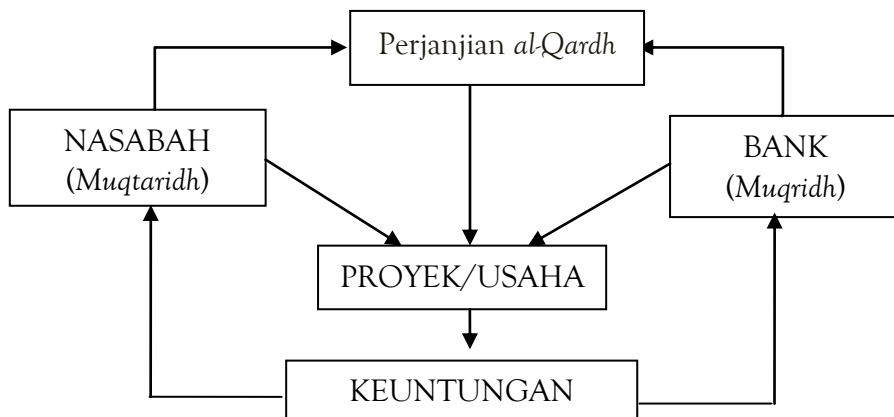 Perjanjian al-Qardh
NASABAH
(Muqtaridh)
BANK
(Muqridh)
PROYEK/USAHA
KEUNTUNGAN